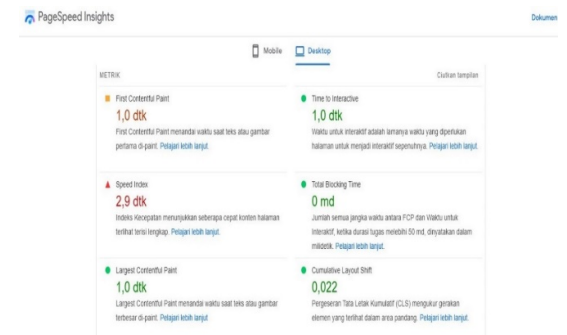 PageSpeed Insights
Dokumen
Mobile
Desktop
METRIK
Ciutkan tampilan
First Contentful Paint
1,0 dtk
First Contentful Paint menandai waktu saat teks atau gambar
pertama di-paint. Pelajari lebih lanjut.
Time to Interactive
1,0 dtk
Waktu untuk interaktif adalah lamanya waktu yang diperlukan
halaman untuk menjadi interaktif sepenuhnya. Pelajari lebih lanjut.
Speed Index
2,9 dtk
Indeks Kecepatan menunjukkan seberapa cepat konten halaman
terlihat terisi lengkap. Pelajari lebih lanjut.
Total Blocking Time
0 md
Jumlah semua jangka waktu antara FCP dan Waktu untuk
Interaktif, ketika durasi tugas melebihi 50 md, dinyatakan dalam
milidetik. Pelajari lebih lanjut.
Largest Contentful Paint
1,0 dtk
Largest Contentful Paint menandai waktu saat teks atau gambar
terbesar di-paint. Pelajari lebih lanjut
Cumulative Layout Shift
0,022
Pergeseran Tata Letak Kumulatif (CLS) mengukur gerakan
elemen yang terlihat dalam area pandang. Pelajari lebih lanjut.